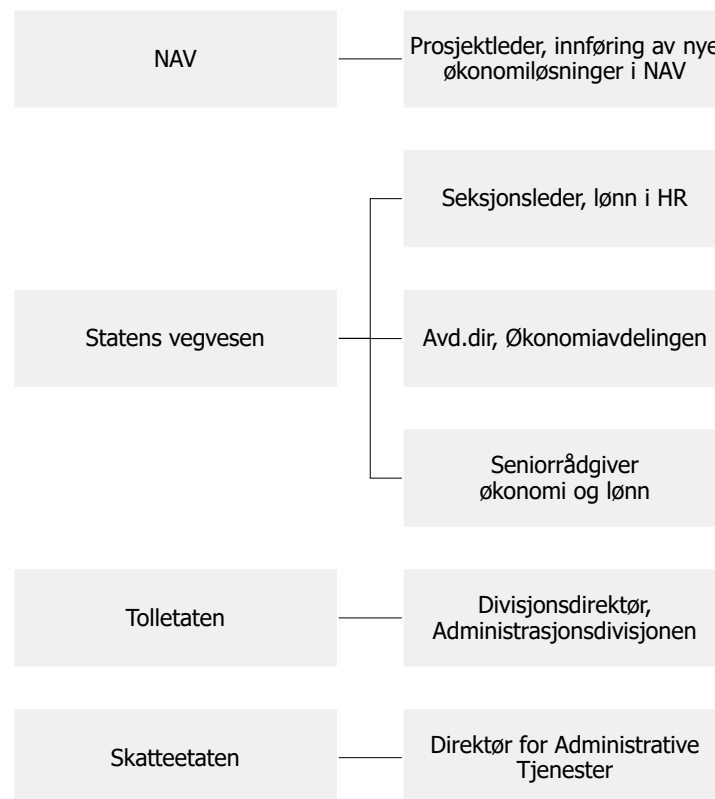 NAV
Prosjektleder, innføring av nye
økonomiløsninger i NAV
Seksjonsleder, lønn i HR
Statens vegvesen
Avd.dir, Økonomiavdelingen
Seniorrådgiver
økonomi og lønn
Tolletaten
Divisjonsdirektør,
Administrasjonsdivisjonen
Skatteetaten
Direktør for Administrative
Tjenester